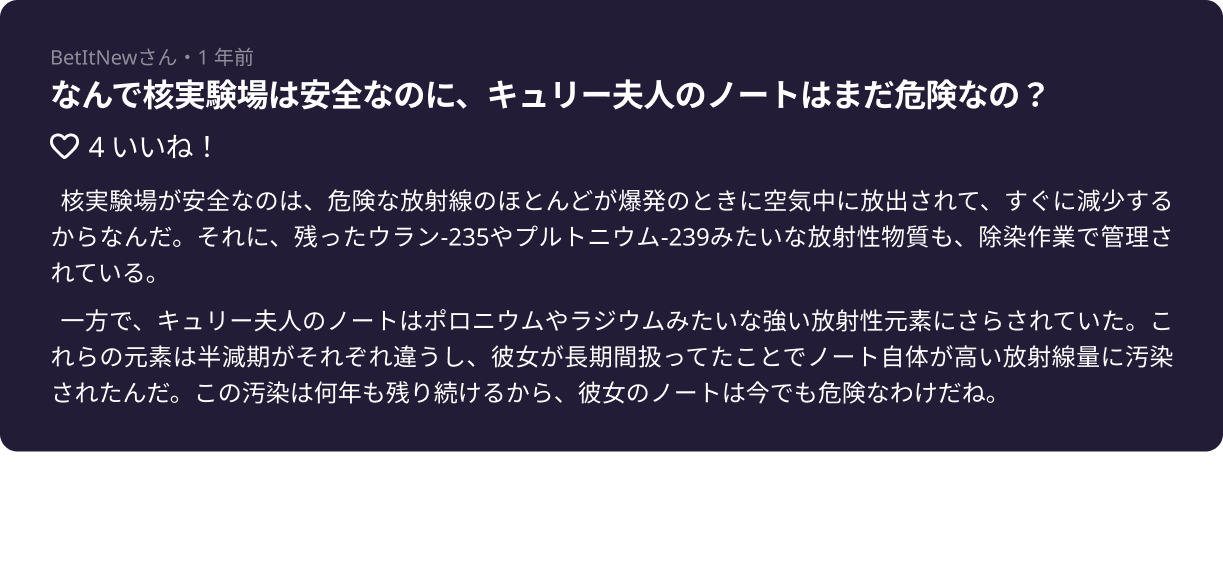 BetItNewさん・1 年前
なんで核実験場は安全なのに、キュリー夫人のノートはまだ危険なの？
4 いいね！
核実験場が安全なのは、危険な放射線のほとんどが爆発のときに空気中に放出されて、すぐに減少する
からなんだ。それに、残ったウラン-235やプルトニウム-239みたいな放射性物質も、除染作業で管理さ
れている。
一方で、キュリー夫人のノートはポロニウムやラジウムみたいな強い放射性元素にさらされていた。こ
れらの元素は半減期がそれぞれ違うし、彼女が長期間扱ってたことでノート自体が高い放射線量に汚染
されたんだ。この汚染は何年も残り続けるから、彼女のノートは今でも危険なわけだね。